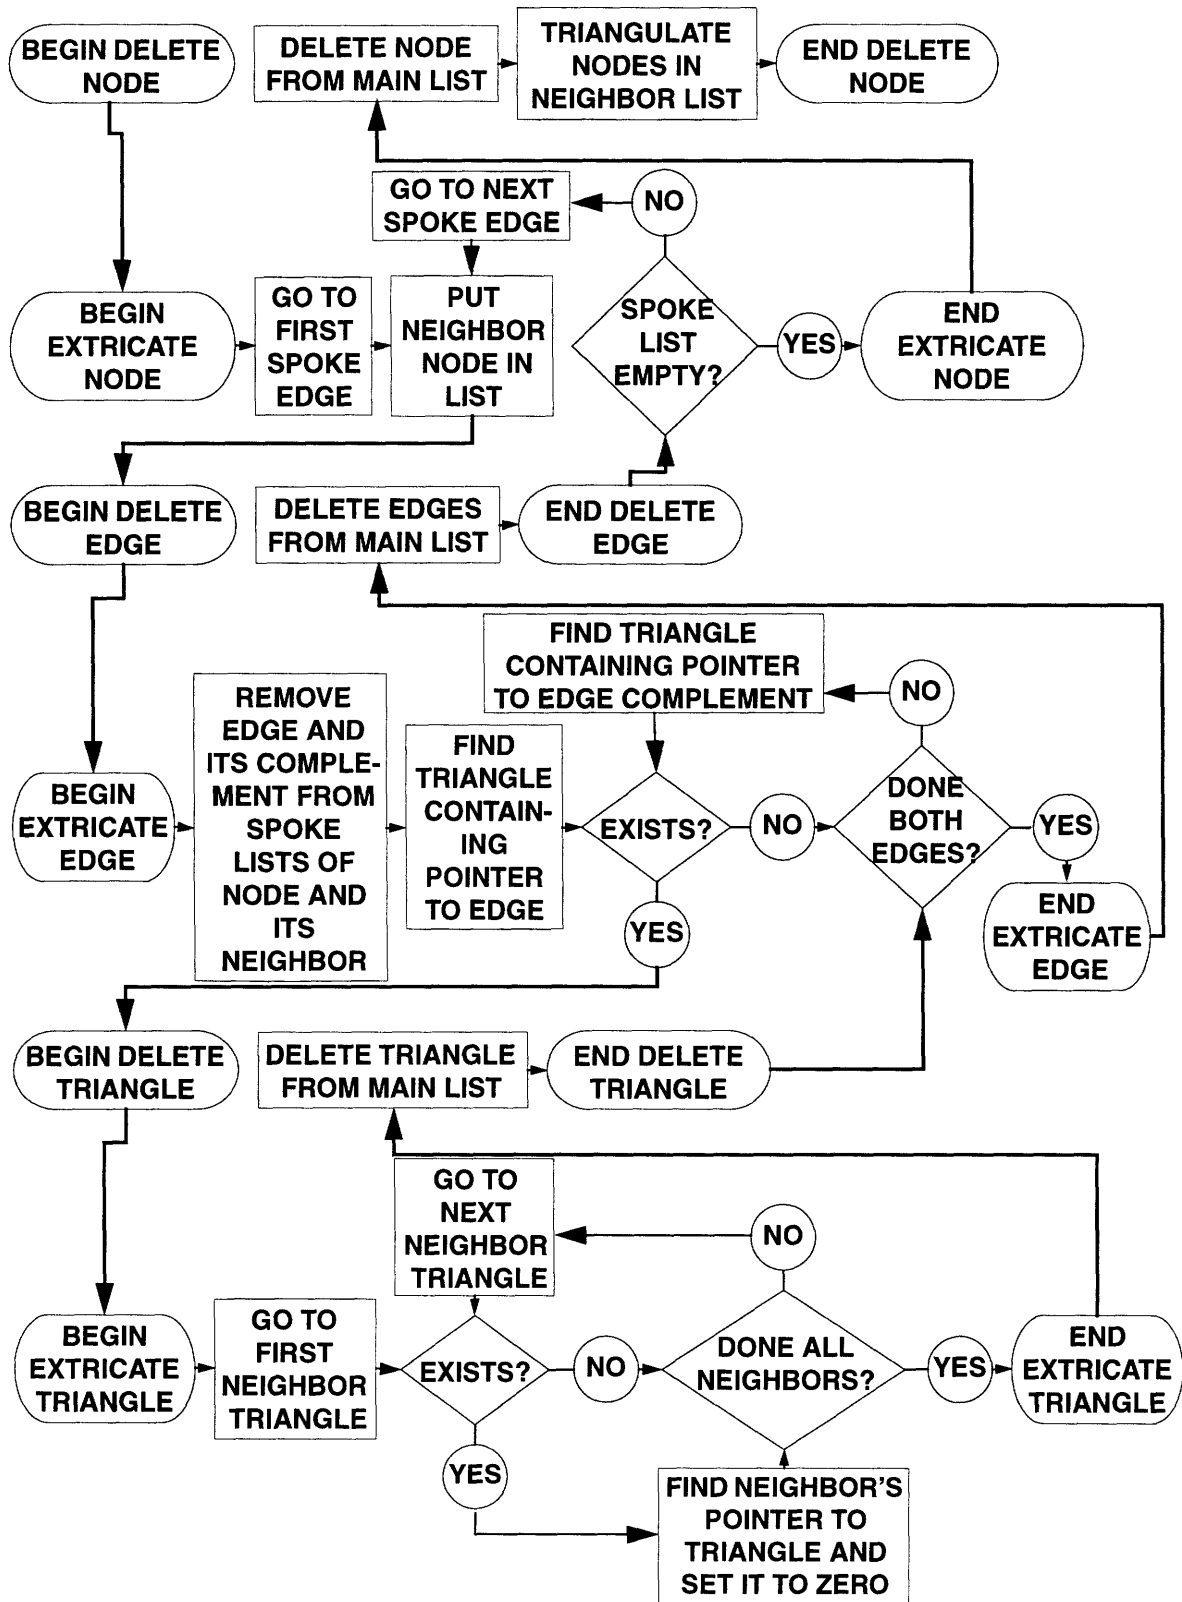 BEGIN DELETE
NODE
DELETE NODE
FROM MAIN LIST
TRIANGULATE
NODES IN
NEIGHBOR LIST
END DELETE
NODE
GO TO NEXT
SPOKE EDGE
NO
BEGIN
EXTRICATE
NODE
GO TO
FIRST
SPOKE
EDGE
PUT
NEIGHBOR
NODE IN
LIST
SPOKE
LIST
EMPTY?
YES
END
EXTRICATE
NODE
BEGIN DELETE
EDGE
DELETE EDGES
FROM MAIN LIST
END DELETE
EDGE
FIND TRIANGLE
CONTAINING POINTER
TO EDGE COMPLEMENT
NO
BEGIN
EXTRICATE
EDGE
REMOVE
EDGE AND
ITS COMPLE-
MENT FROM
SPOKE
LISTS OF
NODE AND
ITS
NEIGHBOR
FIND
TRIANGLE
CONTAIN-
ING
POINTER
TO EDGE
EXISTS?
NO
DONE
BOTH
EDGES?
YES
YES
END
EXTRICATE
EDGE
BEGIN DELETE
TRIANGLE
DELETE TRIANGLE
FROM MAIN LIST
END DELETE
TRIANGLE
GO TO
NEXT
NEIGHBOR
TRIANGLE
NO
BEGIN
EXTRICATE
TRIANGLE
GO TO
FIRST
NEIGHBOR
TRIANGLE
EXISTS?
NO
DONE ALL
NEIGHBORS?
YES
END
EXTRICATE
TRIANGLE
YES
FIND NEIGHBOR'S
POINTER TO
TRIANGLE AND
SET IT TO ZERO